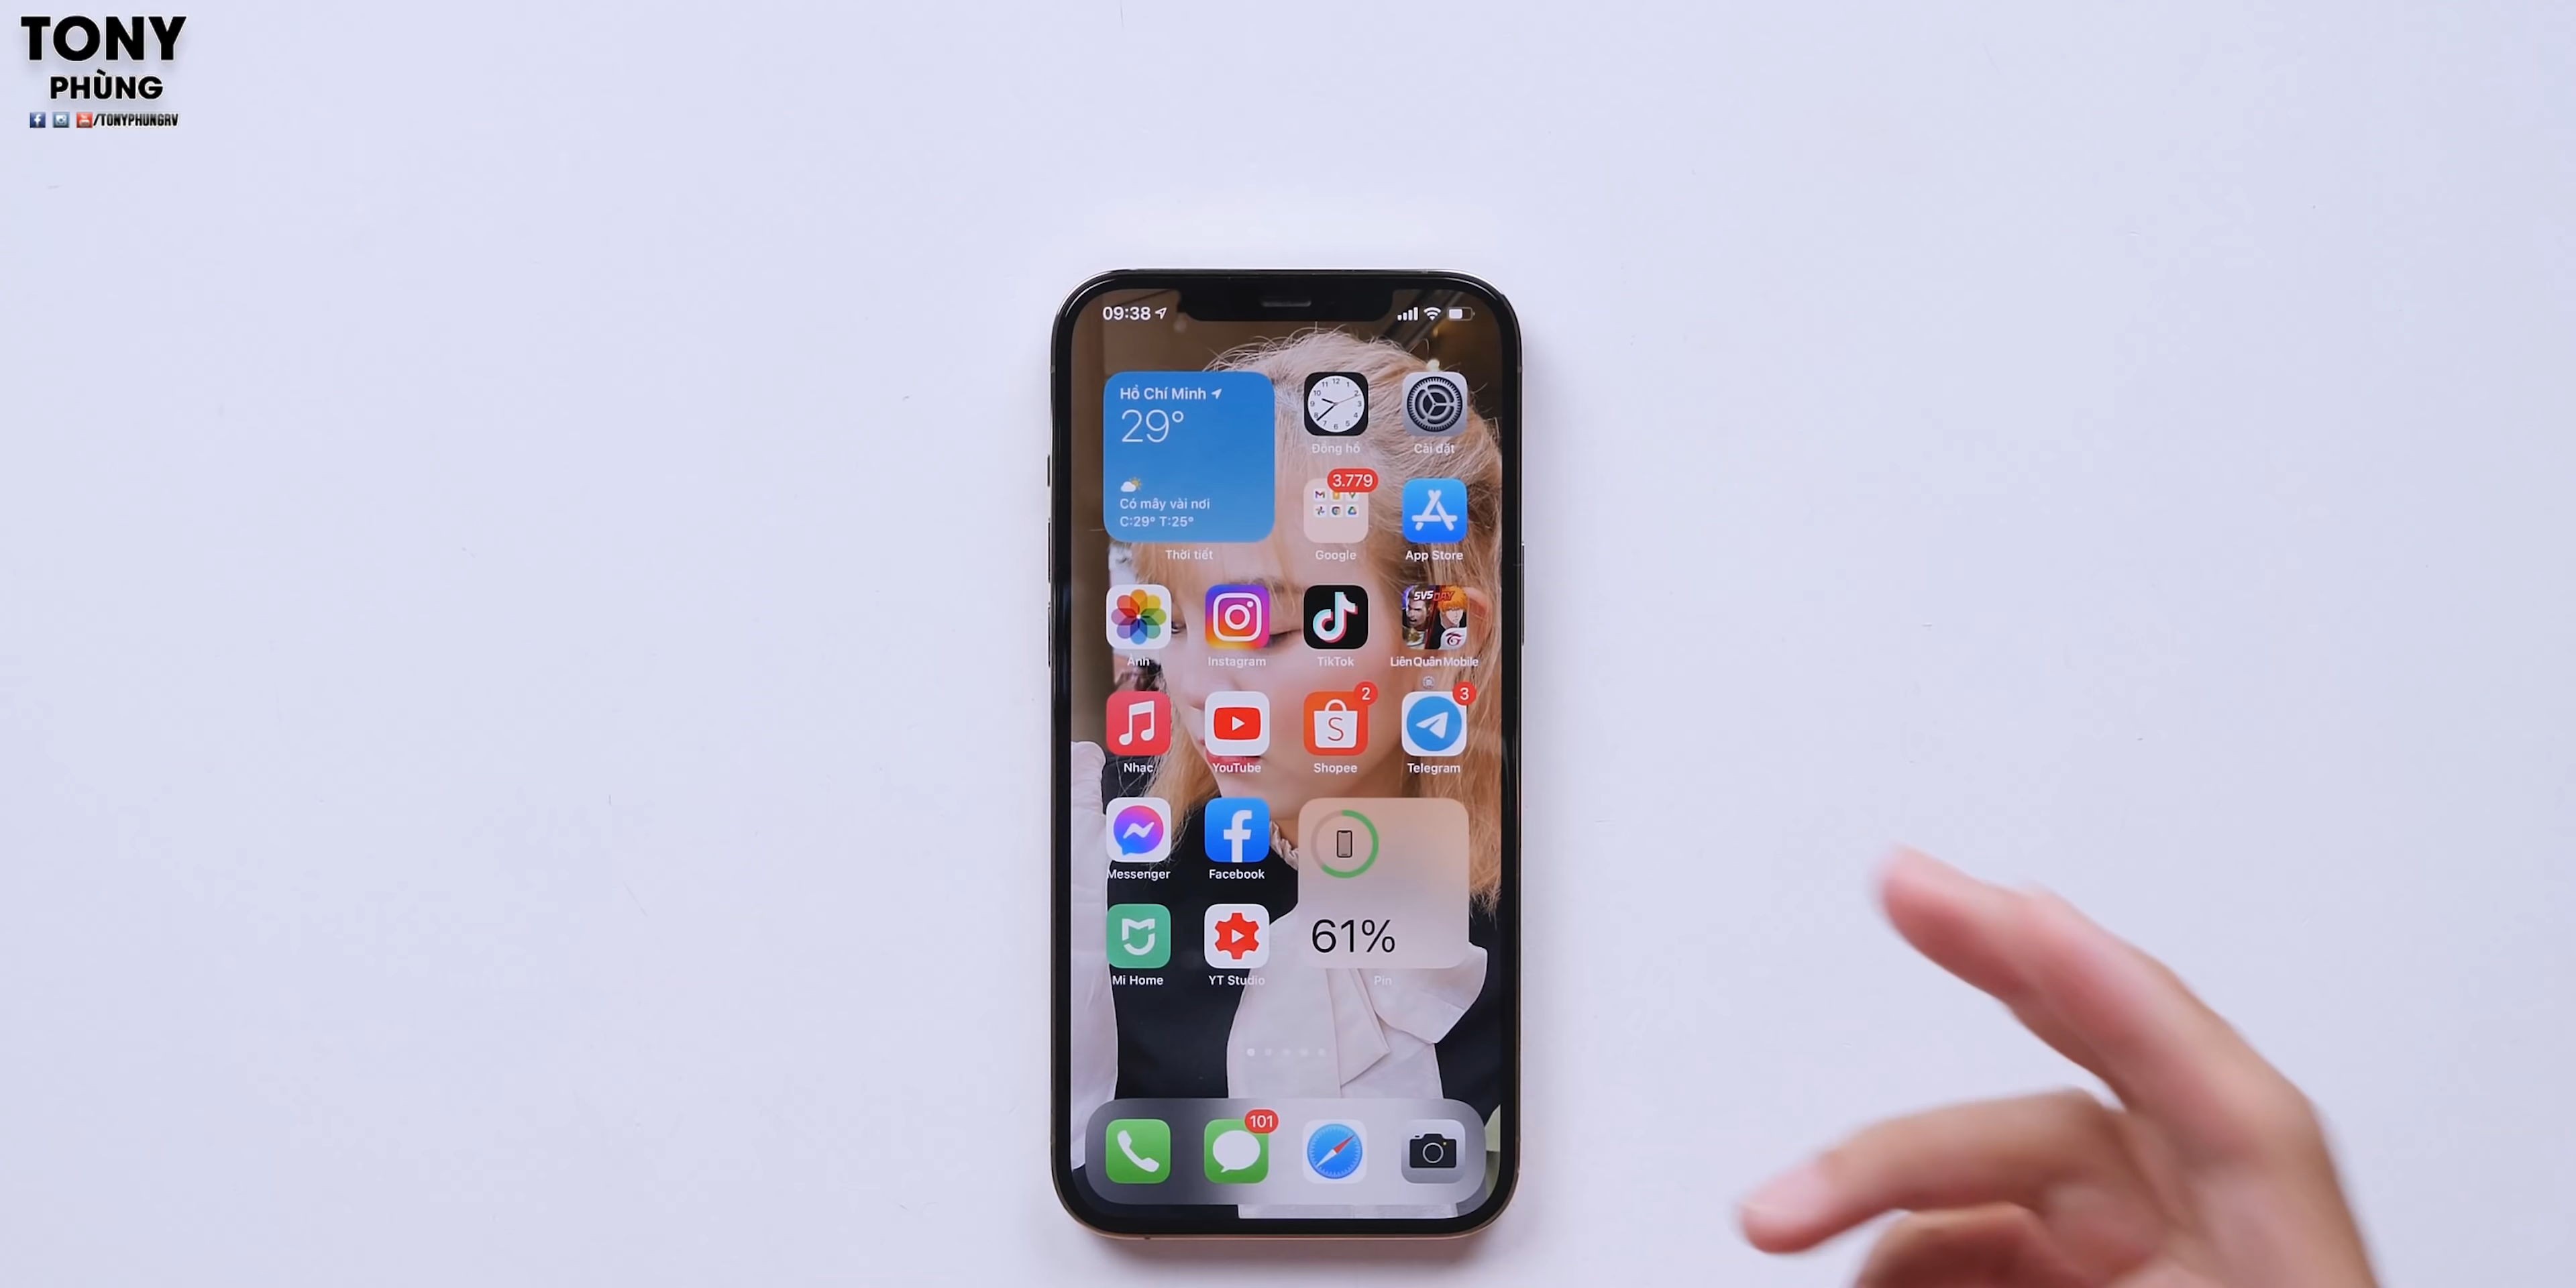 TONY
PHÙNG
/TONYPHUNGRV
09:38
Hồ Chí Minh
29°
Có mây vài nơi
C:29° T:25°
Thời tiết
Đồng hồ
Cài đặt
3.779
Google
App Store
Ảnh
Instagram
TikTok
Liên Quân Mobile
2
3
Nhạc
YouTube
Shopee
Telegram
Messenger
Facebook
61%
Mi Home
YT Studio
Pin
101